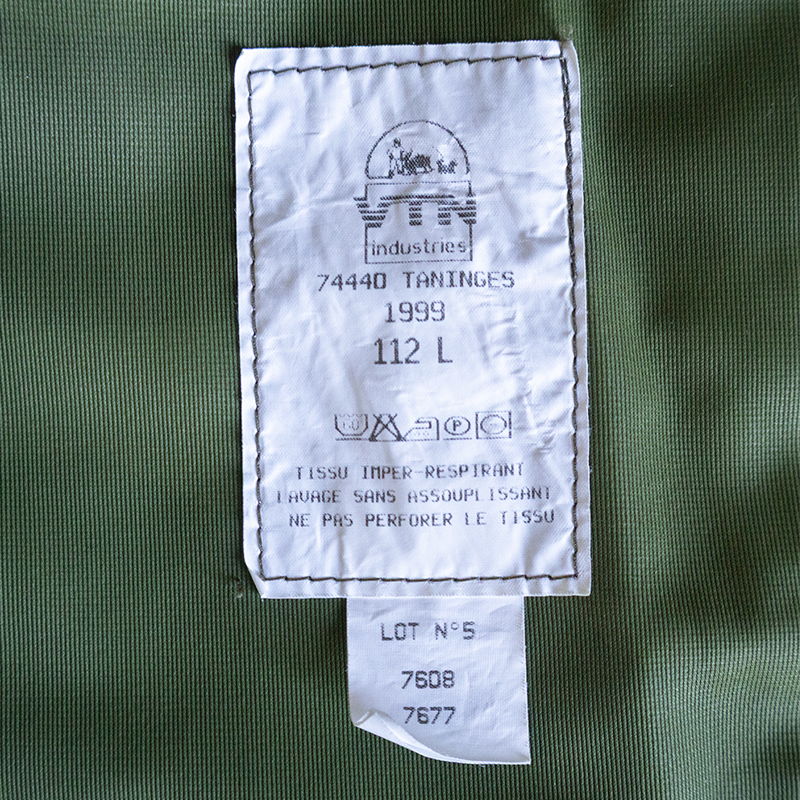 VTN
industries
74440 TANINGES
1999
112 L
P
TISSU IMPER-RESPIRANT
LAVAGE SANS ASSOUPLISSANT
NE PAS PERFORER LE TISSU
LOT N°5
7608
7677